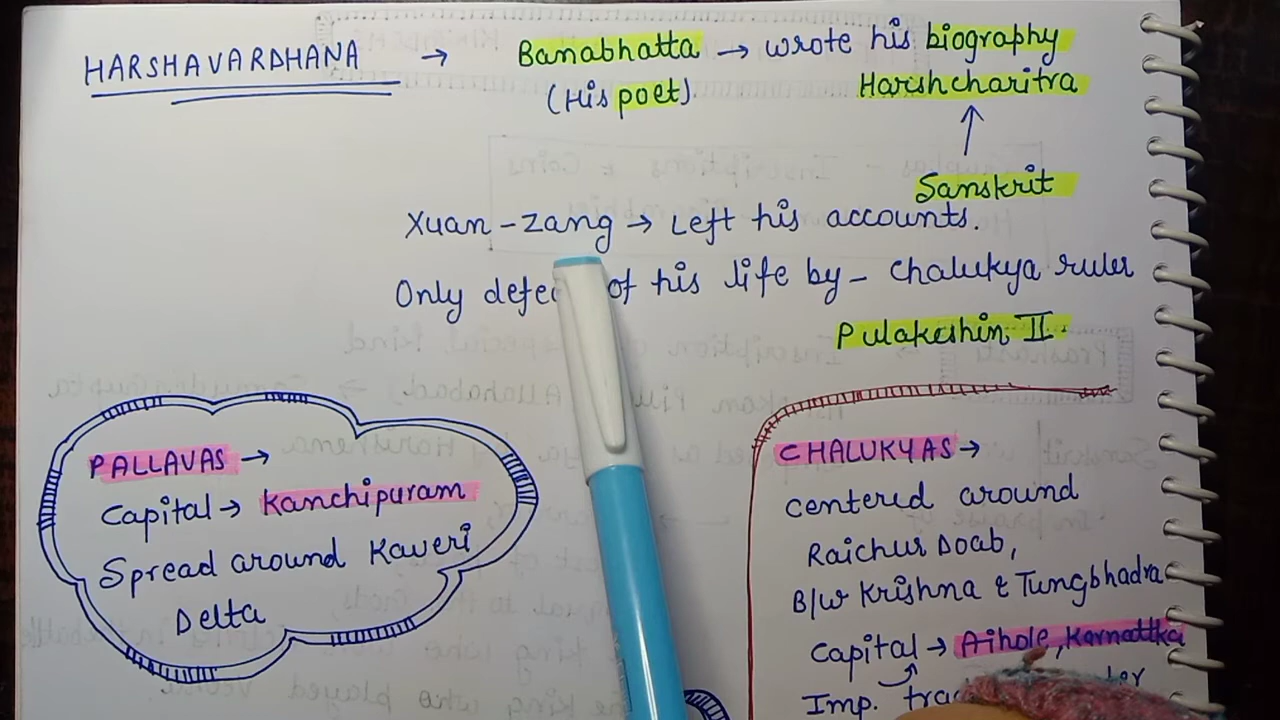 HARSHAVARDHANA → Banabhatta → wrote his biography
(His poet) Harshcharitra
Sanskrit
Xuan-zang → Left his accounts.
Only of his life by - Chalukya ruler
Pulakeshin II
PALLAVAS →
Capital → Kanchipuram
Spread around Kaveri
Delta
CHALUKYAS →
centered around
Raichur Doab,
B/w Krishna & Tungbhadra
Capital → Aihole, Karnattka
Imp.